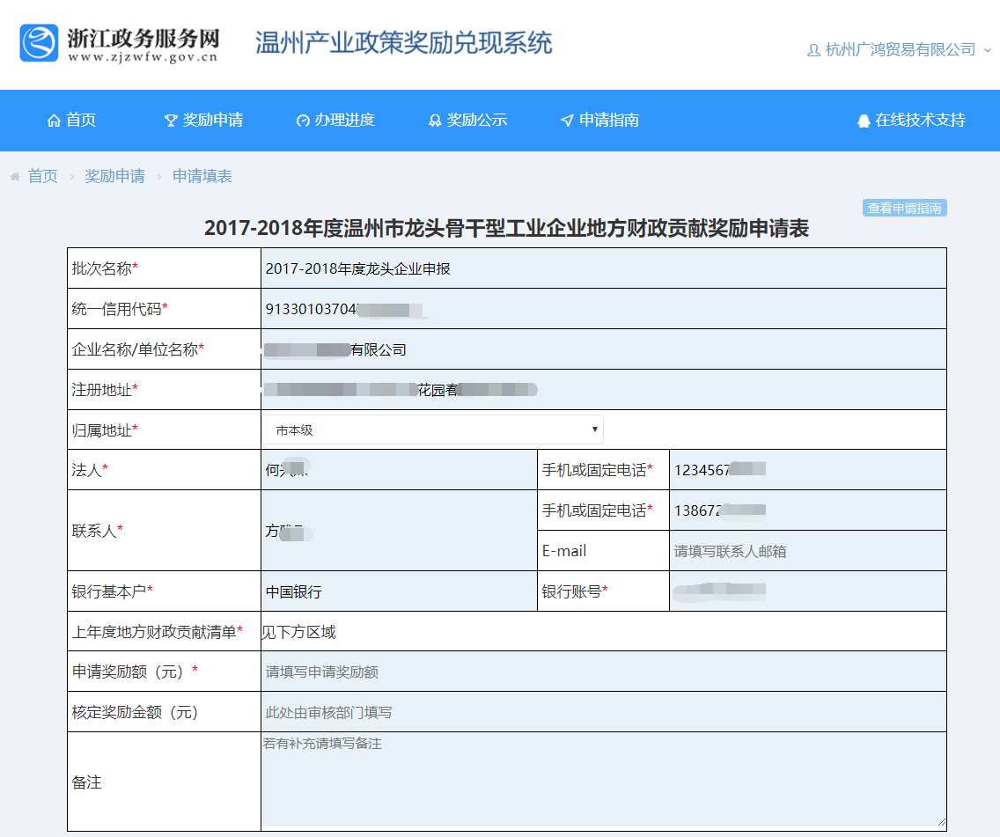 浙江政务服务网
www.zjzwfw.gov.cn
温州产业政策奖励兑现系统
杭州广鸿贸易有限公司
首页 奖励申请 办理进度 奖励公示 申请指南 在线技术支持
首页 › 奖励申请 › 申请填表
查看申请指南
2017-2018年度温州市龙头骨干型工业企业地方财政贡献奖励申请表
批次名称* 2017-2018年度龙头企业申报
统一信用代码* 91330103704
企业名称/单位名称* 有限公司
注册地址* 花园春
归属地址* 市本级
法人* 何 手机或固定电话* 1234567
联系人* 方 手机或固定电话* 13867
E-mail 请填写联系人邮箱
银行基本户* 中国银行 银行账号*
上年度地方财政贡献清单* 见下方区域
申请奖励额（元）* 请填写申请奖励额
核定奖励金额（元） 此处由审核部门填写
备注 若有补充请填写备注